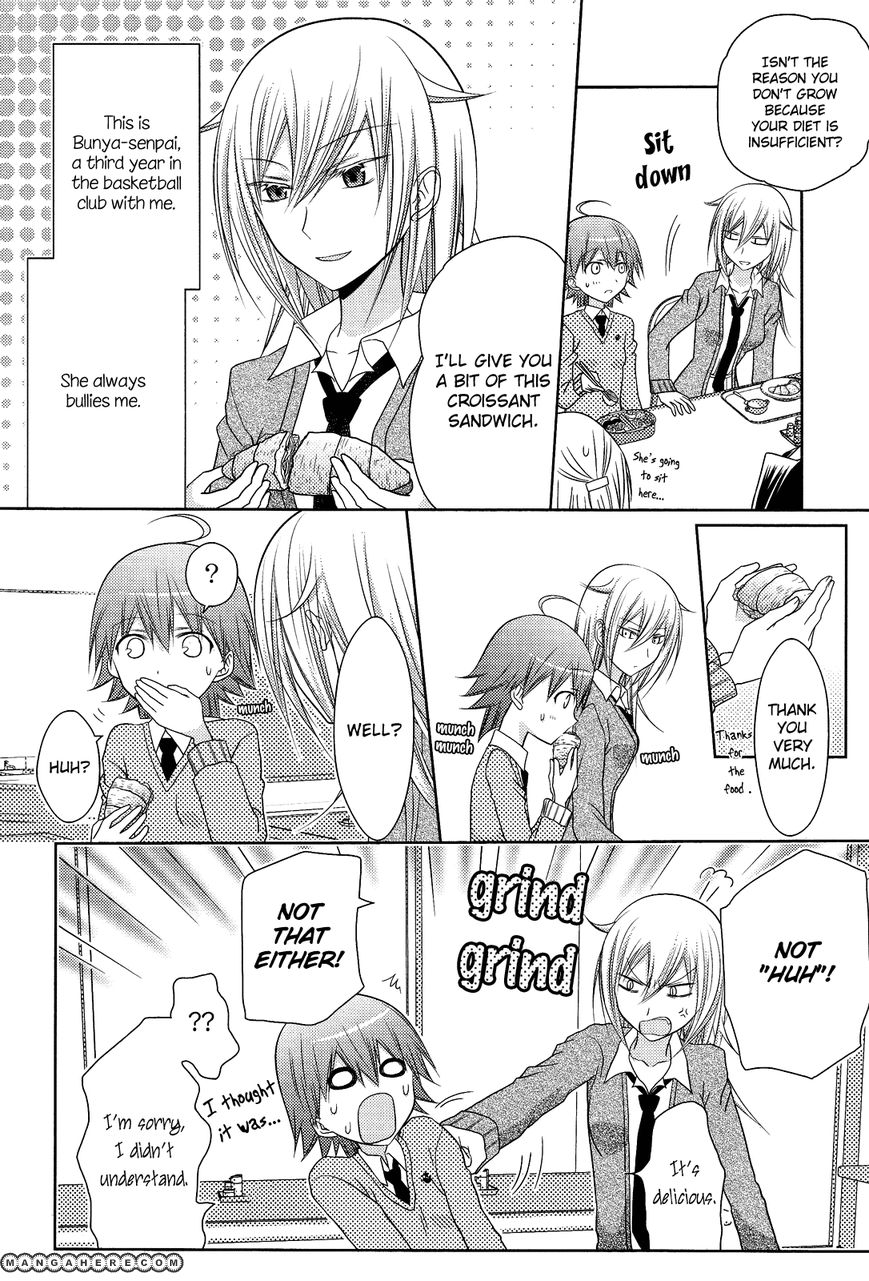 ISN'T THE
REASON YOU
DON'T GROW
BECAUSE
YOUR DIET IS
INSUFFICIENT?
Sit
down
She's going
to sit
here...
I'LL GIVE YOU
A BIT OF THIS
CROISSANT
SANDWICH.
This is
Bunya-senpai,
a third year in
the basketball
club with me.
She always
bullies me.
THANK
YOU
VERY
MUCH.
Thanks
for
the
food.
munch
munch
munch
WELL?
?
munch
HUH?
NOT
"HUH"!
grind
grind
It's
delicious.
NOT
THAT
EITHER!
I thought
it was...
??
I'm sorry,
I didn't
understand.
MANGAHERE.COM